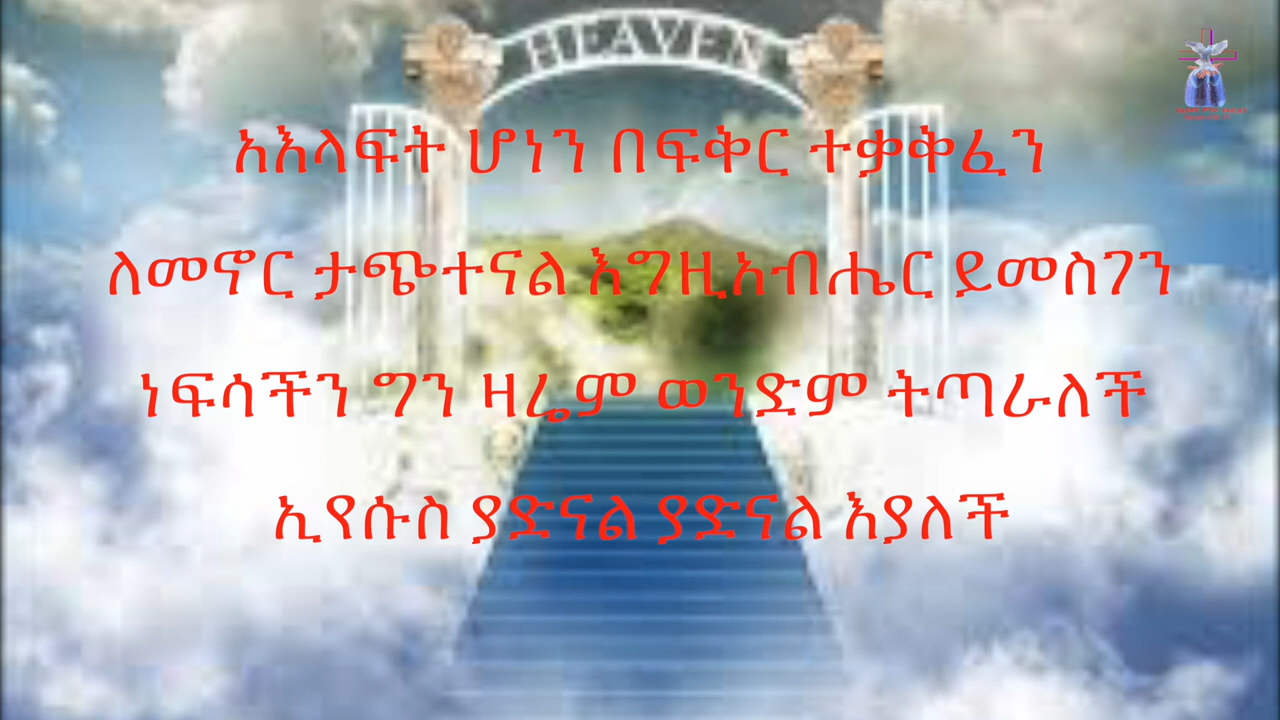 HEAVEN
አእላፍት ሆነን በፍቅር ተቃቅፈን
ለመኖር ታጭተናል እግዚአብሔር ይመስገን
ነፍሳችን ግን ዛሬም ወንድም ትጣራለች
ኢየሱስ ያድናል ያድናል እያለች